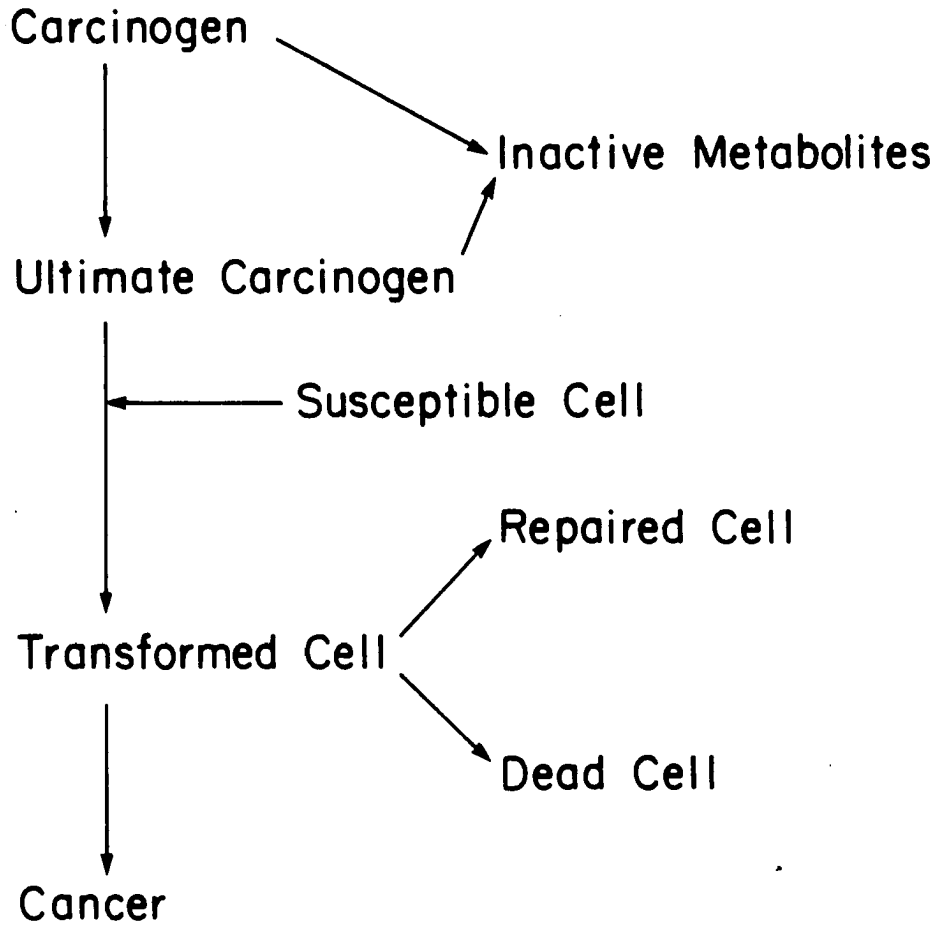 Carcinogen
Inactive Metabolites
Ultimate Carcinogen
Susceptible Cell
Repaired Cell
Transformed Cell
Dead Cell
Cancer